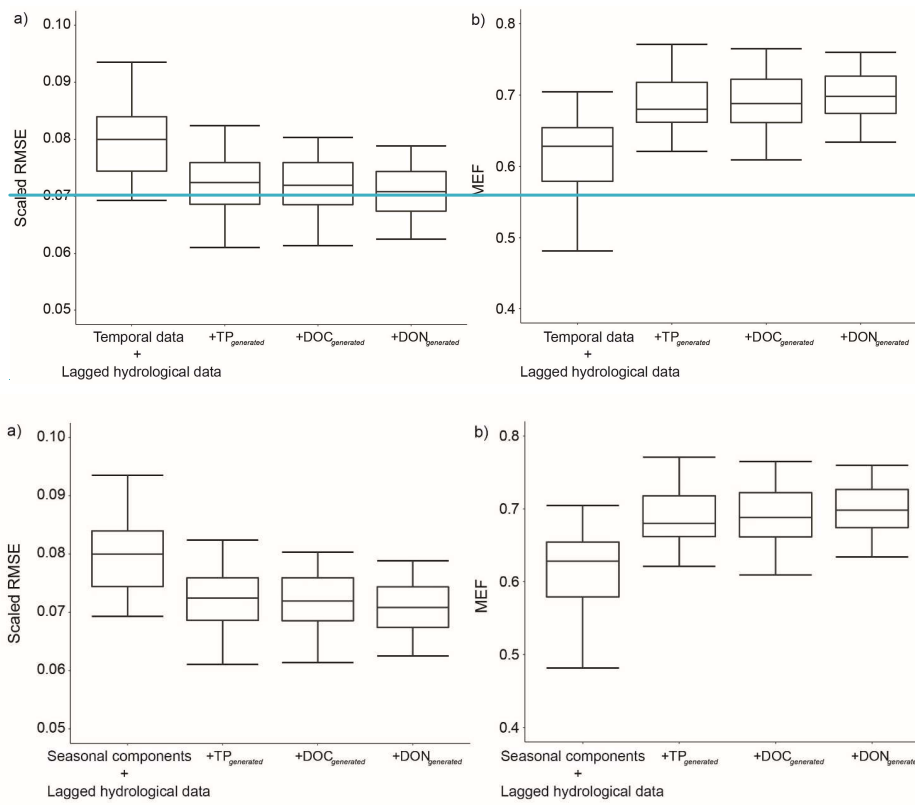 a)
0.10
0.09
0.08
0.07
0.06
0.05
Scaled RMSE
Temporal data
+
Lagged hydrological data
+TPgenerated
+DOCgenerated
+DONgenerated
b)
0.8
0.7
0.6
0.5
0.4
MEF
Temporal data
+
Lagged hydrological data
+TPgenerated
+DOCgenerated
+DONgenerated
a)
0.10
0.09
0.08
0.07
0.06
0.05
Scaled RMSE
Seasonal components
+
Lagged hydrological data
+TPgenerated
+DOCgenerated
+DONgenerated
b)
0.8
0.7
0.6
0.5
0.4
MEF
Seasonal components
+
Lagged hydrological data
+TPgenerated
+DOCgenerated
+DONgenerate